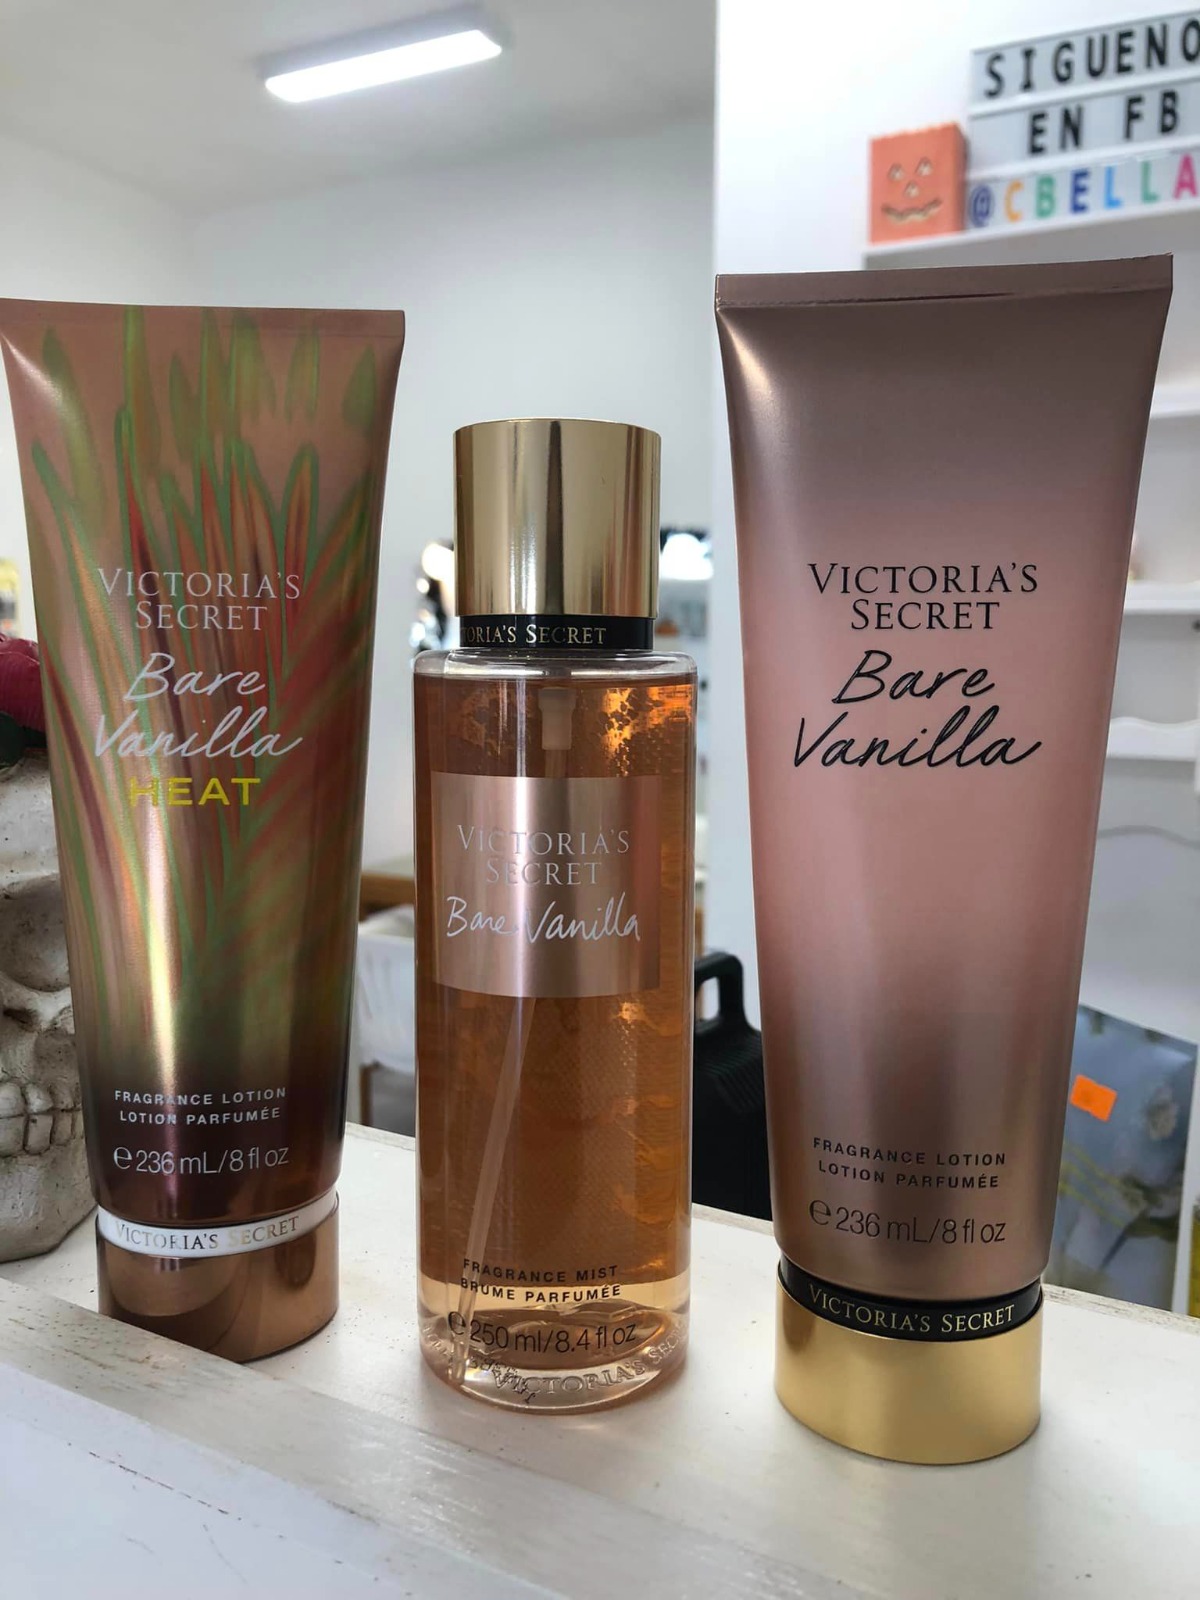 SIGUENO
EN FB
@CBELLA
VICTORIA'S
SECRET
Bare
Vanilla
HEAT
FRAGRANCE LOTION
LOTION PARFUMÉE
e 236 mL/8 fl oz
VICTORIA'S SECRET
TORIA'S SECRET
VICTORIA'S
SECRET
Bare Vanilla
FRAGRANCE MIST
BRUME PARFUMÉE
e 250 ml/8.4 fl oz
VICTORIA'S SEC
VICTORIA'S
SECRET
Bare
Vanilla
FRAGRANCE LOTION
LOTION PARFUMÉE
e 236 mL/8 fl oz
VICTORIA'S SECRET